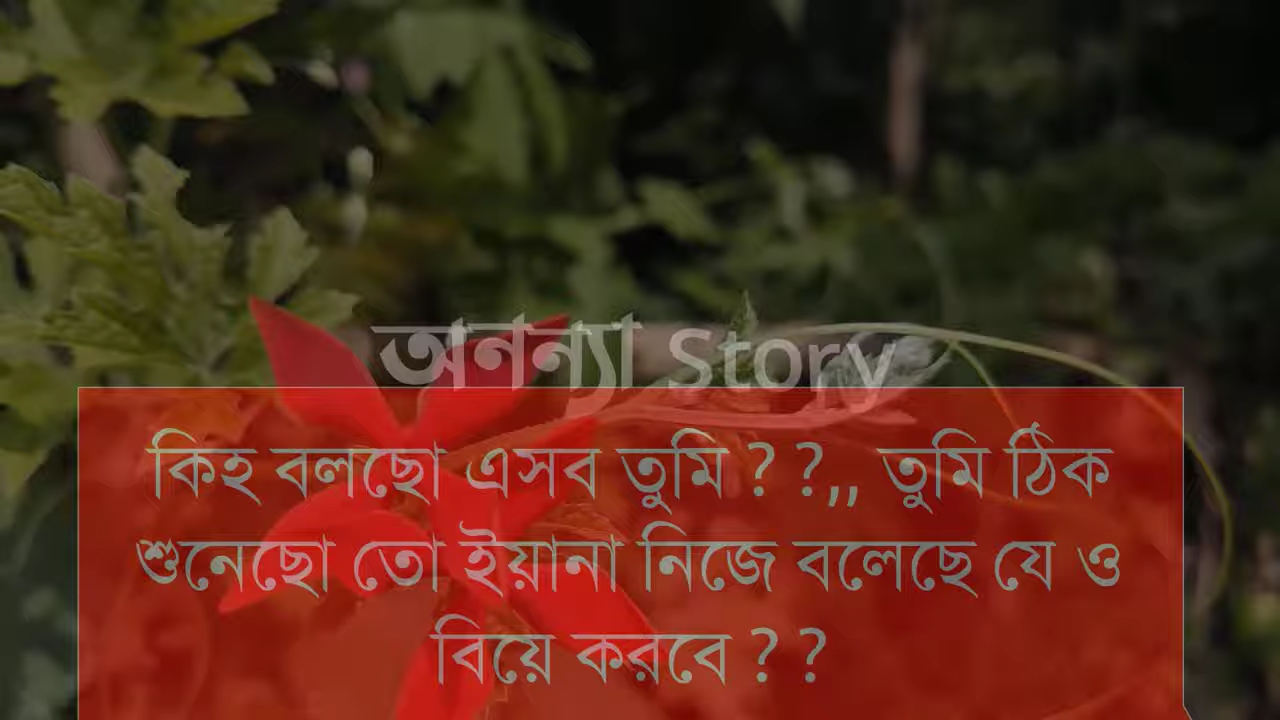 অনন্যা Story
কিহ বলছো এসব তুমি ? ?,, তুমি ঠিক
শুনেছো তো ইয়ানা নিজে বলেছে যে ও
বিয়ে করবে ? ?